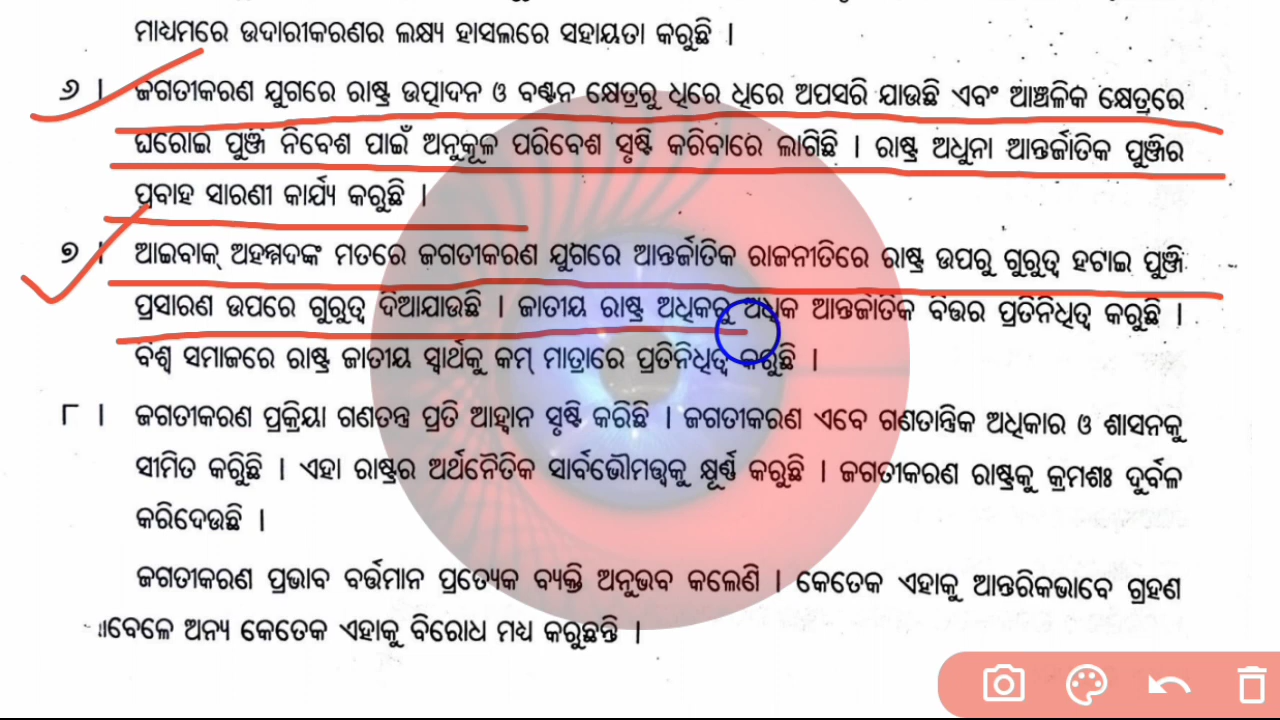 ମାଧ୍ୟମରେ ଉଦାରୀକରଣର ଲକ୍ଷ୍ୟ ହାସଲରେ ସହାୟତା କରୁଛି ।
୬ । ଜଗତୀକରଣ ଯୁଗରେ ରାଷ୍ଟ୍ର ଉତ୍ପାଦନ ଓ ବଣ୍ଟନ କ୍ଷେତ୍ରରୁ ଧିରେ ଧିରେ ଅପସରି ଯାଉଛି ଏବଂ ଆଞ୍ଚଳିକ କ୍ଷେତ୍ରରେ
ଘରୋଇ ପୁଞ୍ଜି ନିବେଶ ପାଇଁ ଅନୁକୂଳ ପରିବେଶ ସୃଷ୍ଟି କରିବାରେ ଲାଗିଛି । ରାଷ୍ଟ୍ର ଅଧୁନା ଆନ୍ତର୍ଜାତିକ ପୁଞ୍ଜିର
ପ୍ରବାହ ସାରଣୀ କାର୍ଯ୍ୟ କରୁଛି ।
୭ । ଆଇବାକ୍ ଅହମ୍ମଦଙ୍କ ମତରେ ଜଗତୀକରଣ ଯୁଗରେ ଆନ୍ତର୍ଜାତିକ ରାଜନୀତିରେ ରାଷ୍ଟ୍ର ଉପରୁ ଗୁରୁତ୍ୱ ହଟାଇ ପୁଞ୍ଜି
ପ୍ରସାରଣ ଉପରେ ଗୁରୁତ୍ୱ ଦିଆଯାଉଛି । ଜାତୀୟ ରାଷ୍ଟ୍ର ଅଧିକରୁ ଅଧିକ ଆନ୍ତର୍ଜାତିକ ବିତ୍ତର ପ୍ରତିନିଧିତ୍ୱ କରୁଛି ।
ବିଶ୍ୱ ସମାଜରେ ରାଷ୍ଟ୍ର ଜାତୀୟ ସ୍ୱାର୍ଥକୁ କମ୍ ମାତ୍ରାରେ ପ୍ରତିନିଧିତ୍ୱ କରୁଛି ।
୮ । ଜଗତୀକରଣ ପ୍ରକ୍ରିୟା ଗଣତନ୍ତ୍ର ପ୍ରତି ଆହ୍ୱାନ ସୃଷ୍ଟି କରିଛି । ଜଗତୀକରଣ ଏବେ ଗଣତାନ୍ତ୍ରିକ ଅଧିକାର ଓ ଶାସନକୁ
ସୀମିତ କରିୁଛି । ଏହା ରାଷ୍ଟ୍ରର ଅର୍ଥନୈତିକ ସାର୍ବଭୌମତ୍ତ୍ୱକୁ କ୍ଷୂର୍ଣ୍ଣ କରୁଛି । ଜଗତୀକରଣ ରାଷ୍ଟ୍ରକୁ କ୍ରମଶଃ ଦୁର୍ବଳ
କରିଦେଉଛି ।
ଜଗତୀକରଣ ପ୍ରଭାବ ବର୍ତ୍ତମାନ ପ୍ରତ୍ୟେକ ବ୍ୟକ୍ତି ଅନୁଭବ କଲେଣି । କେତେକ ଏହାକୁ ଆନ୍ତରିକଭାବେ ଗ୍ରହଣ
ଅନ୍ୟ କେତେକ ଏହାକୁ ବିରୋଧ ମଧ୍ୟ କରୁଛନ୍ତି ।